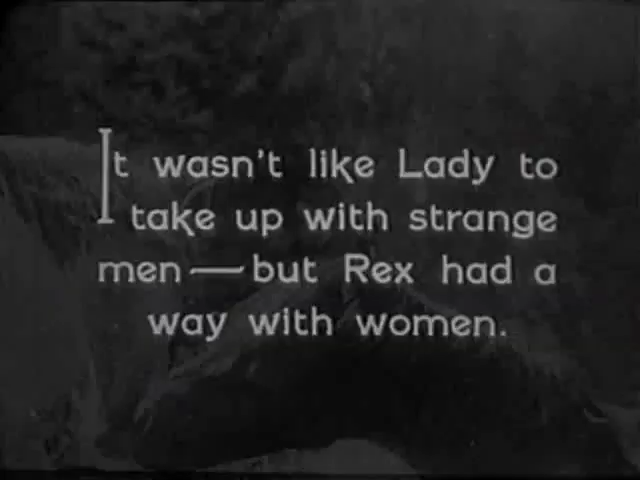 It wasn't like Lady to
take up with strange
men—but Rex had a
way with women.